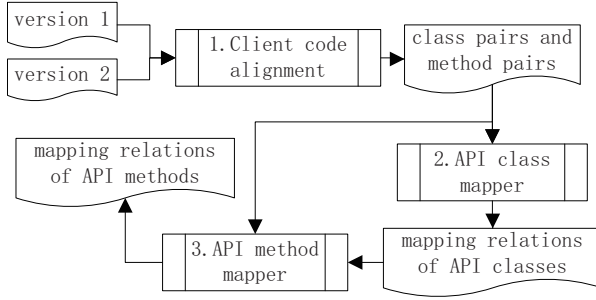 version 1
version 2
1.Client code
alignment
class pairs and
method pairs
mapping relations
of API methods
2.API class
mapper
3.API method
mapper
mapping relations
of API classes